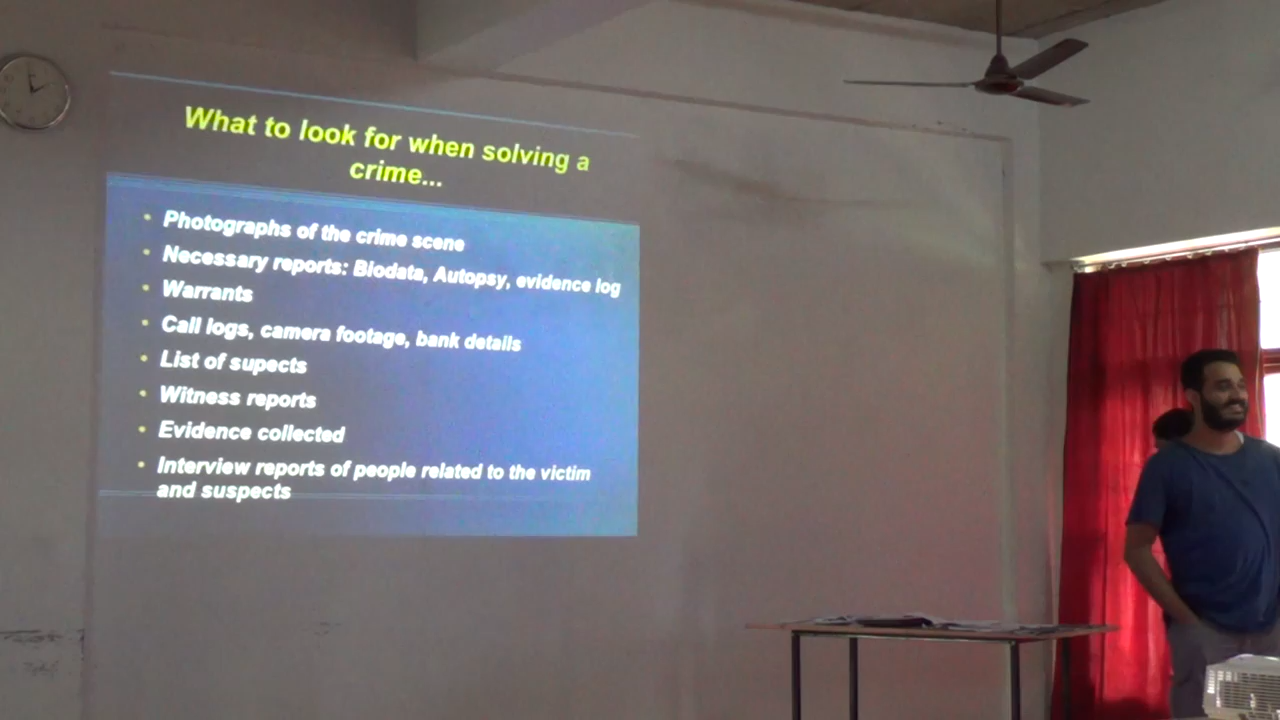 What to look for when solving a
crime...
• Photographs of the crime scene
• Necessary reports: Biodata, Autopsy, evidence log
• Warrants
• Call logs, camera footage, bank details
• List of supects
• Witness reports
• Evidence collected
• Interview reports of people related to the victim
and suspects